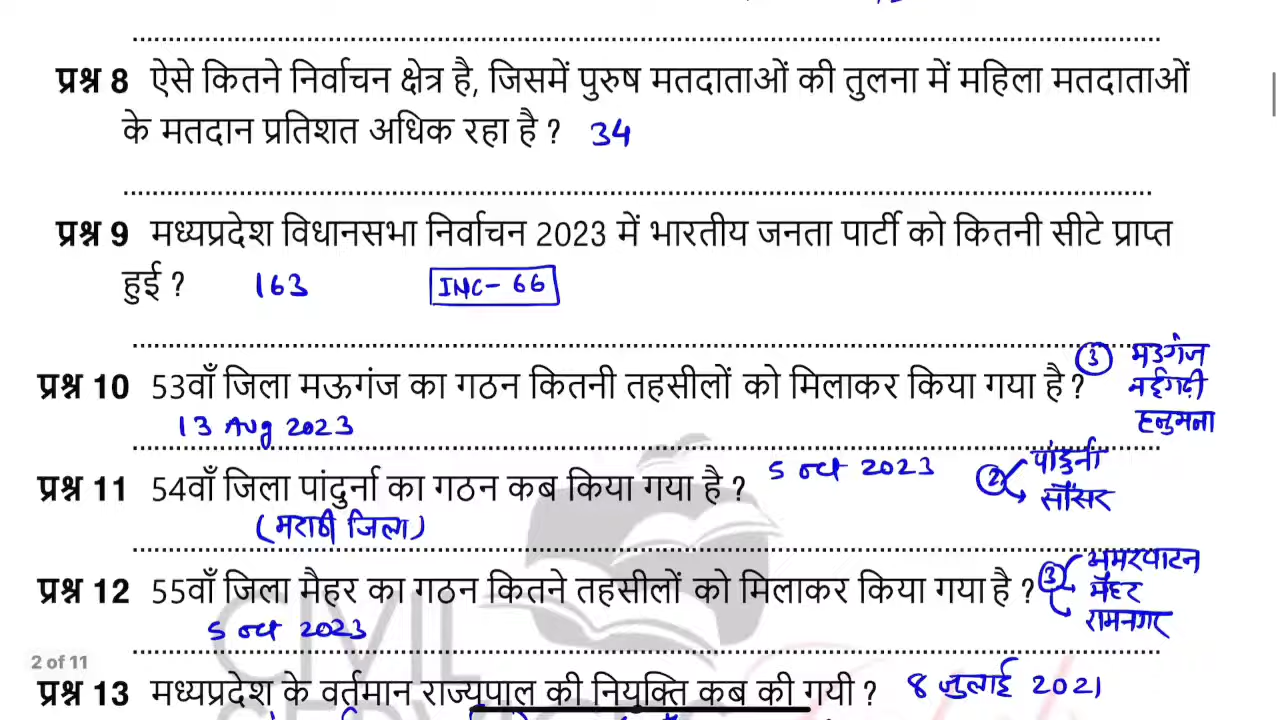 प्रश्न 8 ऐसे कितने निर्वाचन क्षेत्र है, जिसमें पुरुष मतदाताओं की तुलना में महिला मतदाताओं
के मतदान प्रतिशत अधिक रहा है ? 34
प्रश्न 9 मध्यप्रदेश विधानसभा निर्वाचन 2023 में भारतीय जनता पार्टी को कितनी सीटे प्राप्त
हुई ? 163 INC- 66
प्रश्न 10 53वाँ जिला मऊगंज का गठन कितनी तहसीलों को मिलाकर किया गया है ? 3 मउगंज
नईगढ़ी
हनुमना
13 Aug 2023
प्रश्न 11 54वाँ जिला पांदुर्ना का गठन कब किया गया है ? 5 oct 2023 2 पांडुर्ना
सौंसर
(मराठी जिला)
प्रश्न 12 55वाँ जिला मैहर का गठन कितने तहसीलों को मिलाकर किया गया है ? 3 अमरपाटन
मैहर
रामनगर
5 oct 2023
CIVIL
2 of 11
प्रश्न 13 मध्यप्रदेश के वर्तमान राज्यपाल की नियुक्ति कब की गयी ? 8 जुलाई 2021